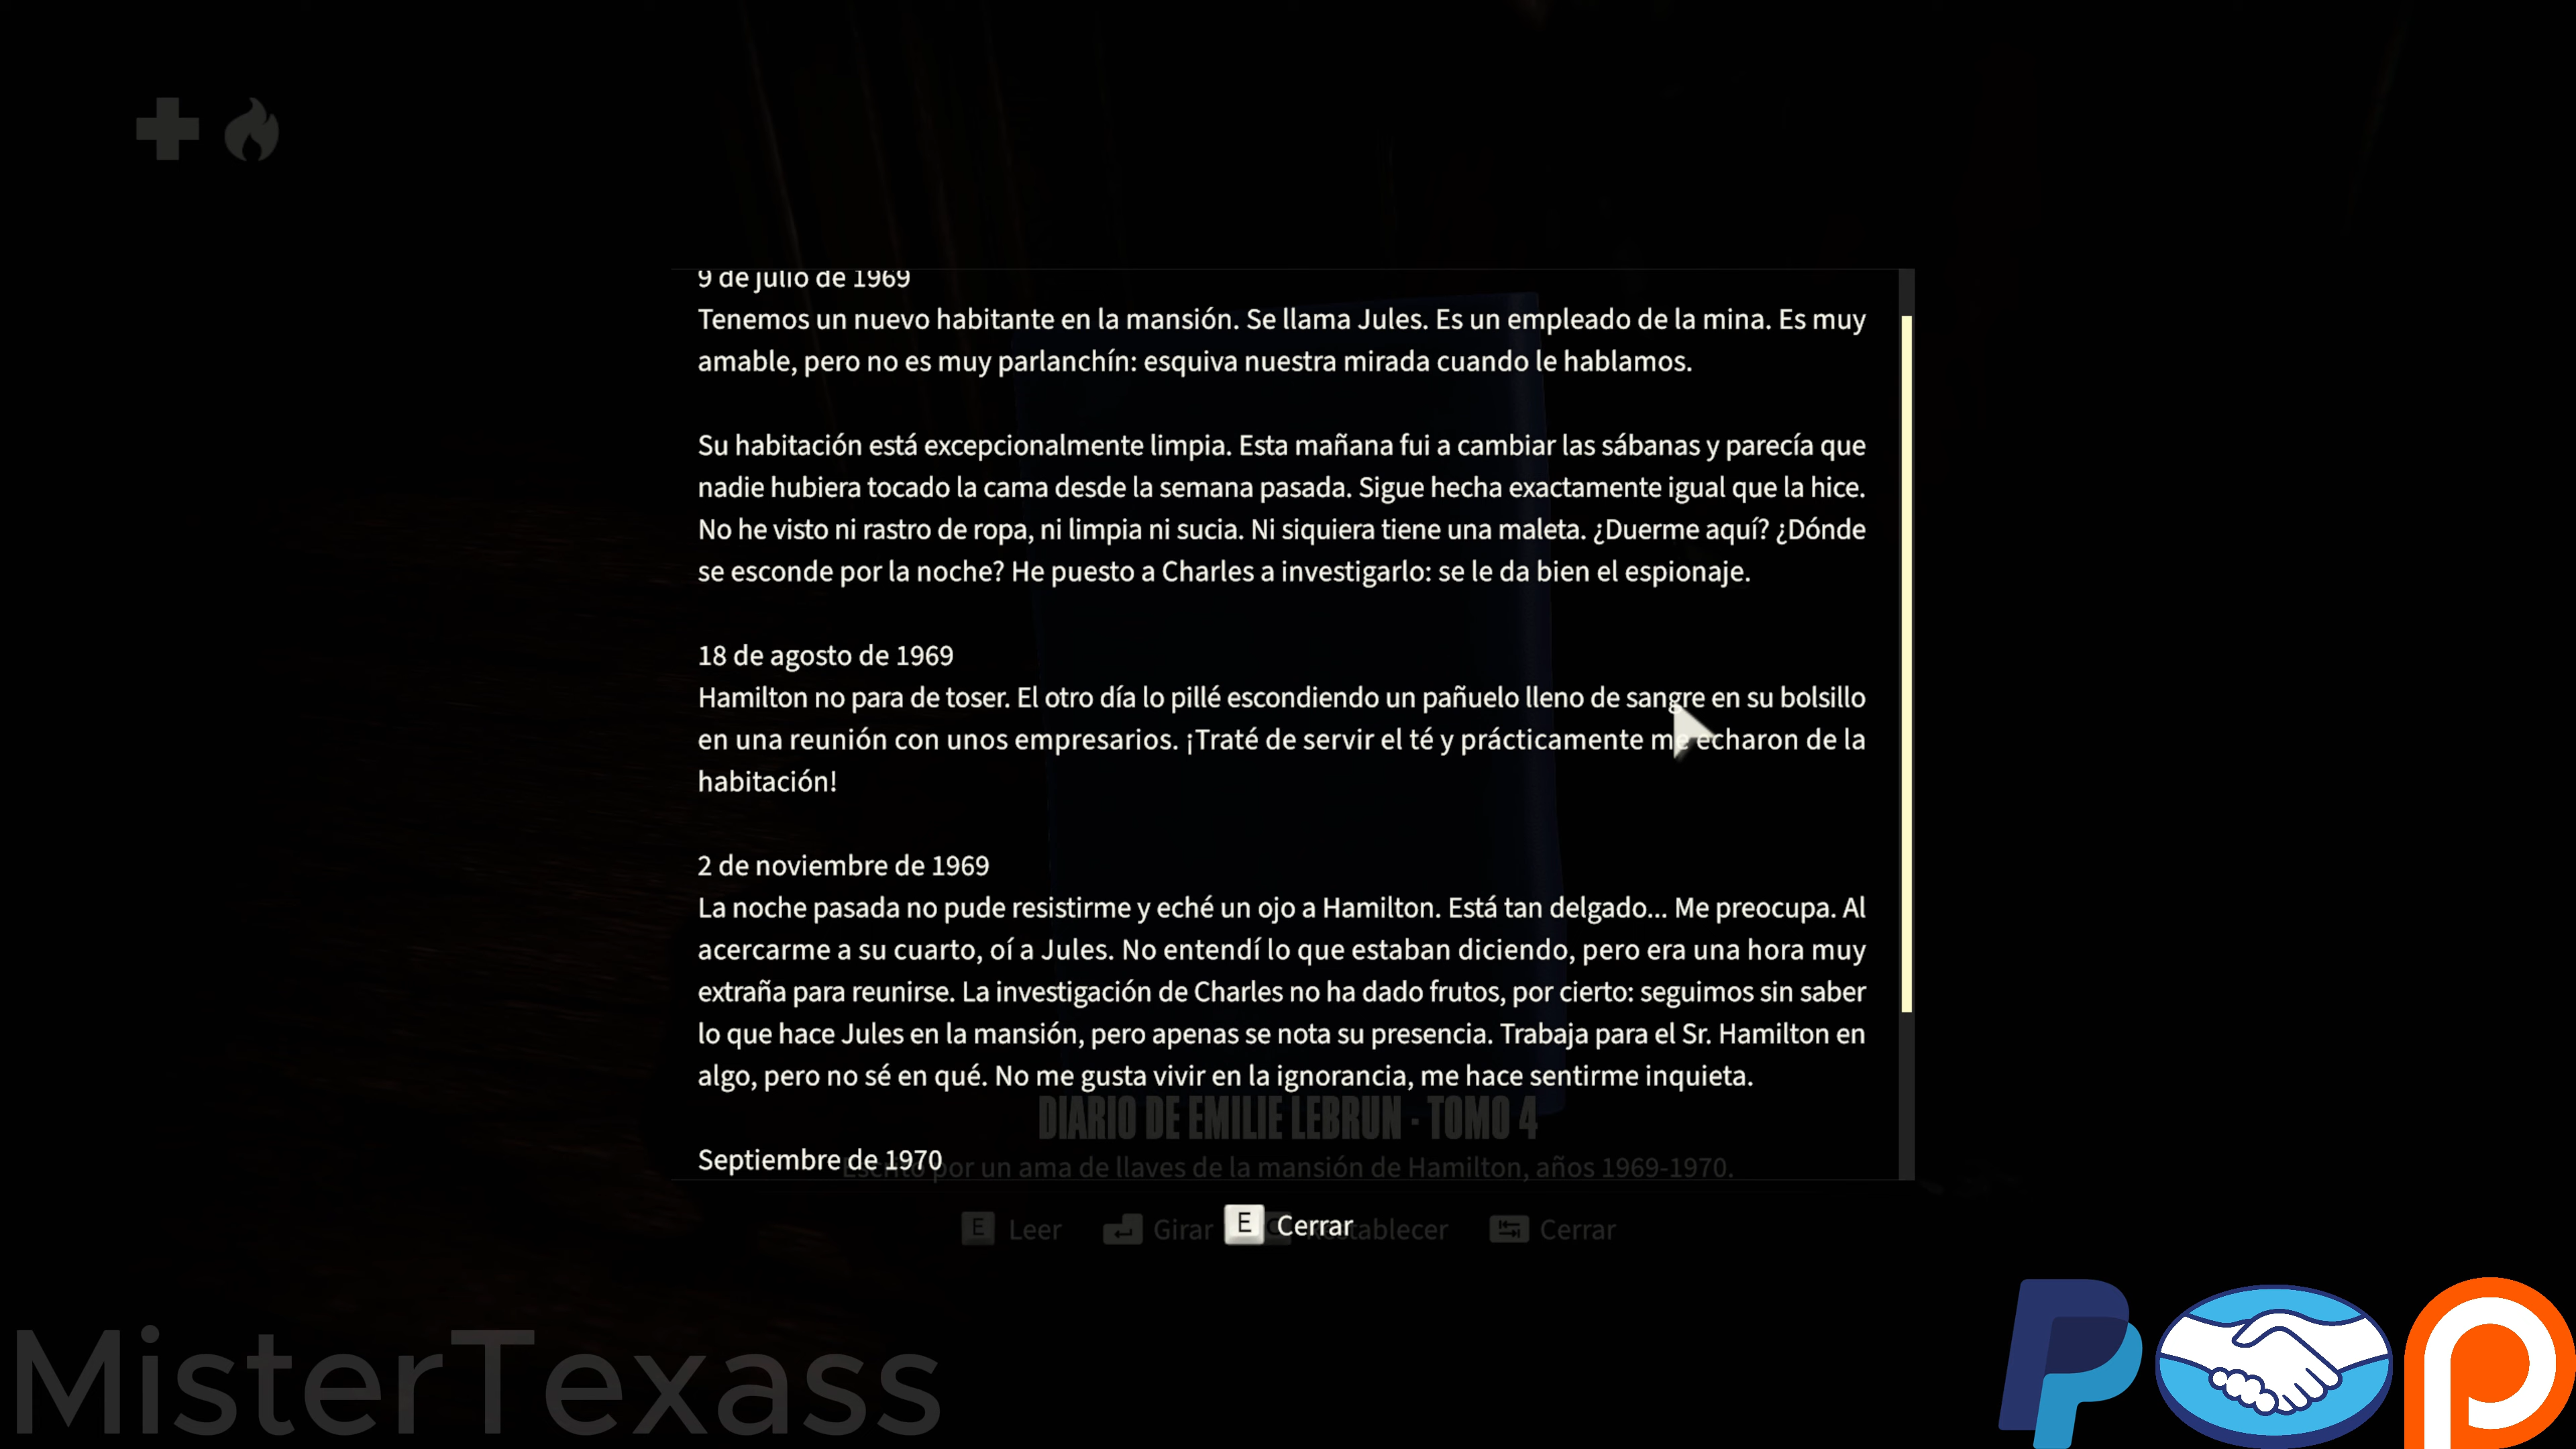 9 de julio de 1969
Tenemos un nuevo habitante en la mansión. Se llama Jules. Es un empleado de la mina. Es muy
amable, pero no es muy parlanchín: esquiva nuestra mirada cuando le hablamos.
Su habitación está excepcionalmente limpia. Esta mañana fui a cambiar las sábanas y parecía que
nadie hubiera tocado la cama desde la semana pasada. Sigue hecha exactamente igual que la hice.
No he visto ni rastro de ropa, ni limpia ni sucia. Ni siquiera tiene una maleta. ¿Duerme aquí? ¿Dónde
se esconde por la noche? He puesto a Charles a investigarlo: se le da bien el espionaje.
18 de agosto de 1969
Hamilton no para de toser. El otro día lo pillé escondiendo un pañuelo lleno de sangre en su bolsillo
en una reunión con unos empresarios. ¡Traté de servir el té y prácticamente me echaron de la
habitación!
2 de noviembre de 1969
La noche pasada no pude resistirme y eché un ojo a Hamilton. Está tan delgado... Me preocupa. Al
acercarme a su cuarto, oí a Jules. No entendí lo que estaban diciendo, pero era una hora muy
extraña para reunirse. La investigación de Charles no ha dado frutos, por cierto: seguimos sin saber
lo que hace Jules en la mansión, pero apenas se nota su presencia. Trabaja para el Sr. Hamilton en
algo, pero no sé en qué. No me gusta vivir en la ignorancia, me hace sentirme inquieta.
DIARIO DE EMILIE LEBRUN - TOMO 4
Septiembre de 1970
por un ama de llaves de la mansión de Hamilton, años 1969-1970.
E Leer Girar E Cerrar Cerrar
MisterTexass